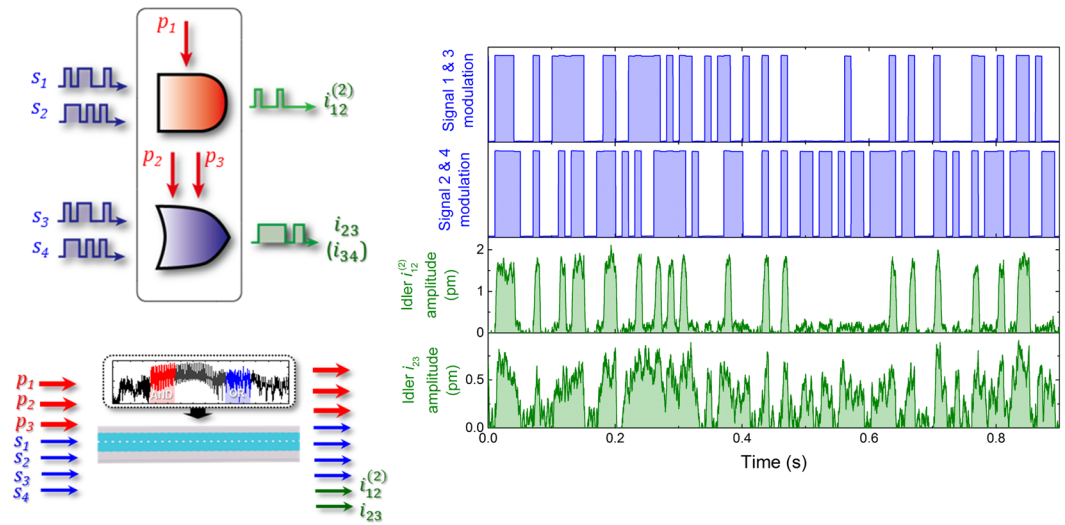 p₁
s₁
s₂
i₁₂⁽²⁾
p₂ p₃
s₃
s₄
i₂₃
(i₃₄)
AND OR
p₁
p₂
p₃
s₁
s₂
s₃
s₄
i₁₂⁽²⁾
i₂₃
Signal 1 & 3
modulation
Signal 2 & 4
modulation
Idler i₁₂⁽²⁾
amplitude
(pm)
2
1
0
Idler i₂₃
amplitude
(pm)
0.5
0.0
0.0 0.2 0.4 0.6 0.8
Time (s)